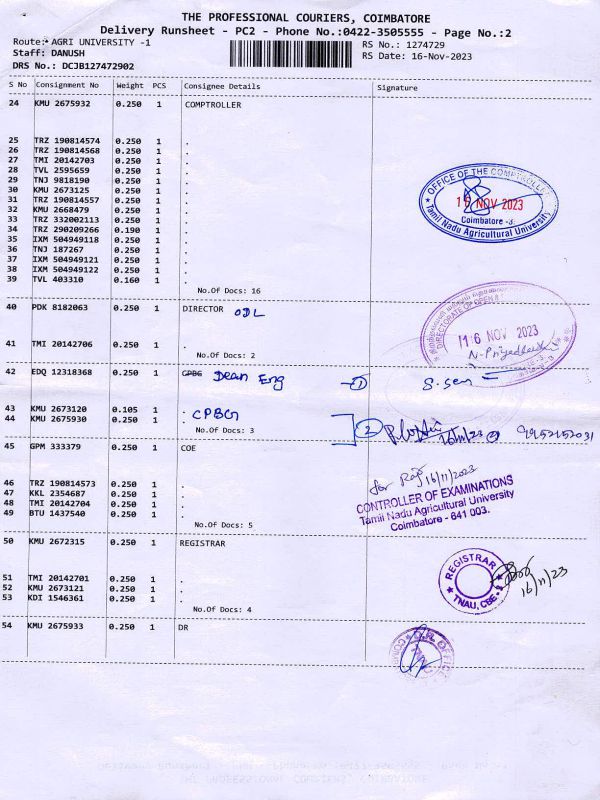 THE PROFESSIONAL COURIERS, COIMBATORE
Delivery Runsheet - PC2 - Phone No.:0422-3505555 - Page No.:2
Route: AGRI UNIVERSITY -1 RS No.: 1274729
Staff: DANUSH RS Date: 16-Nov-2023
DRS No.: DCJB127472902
S No Consignment No Weight PCS Consignee Details Signature
24 KMU 2675932 0.250 1 COMPTROLLER
25 TRZ 190814574 0.250 1 .
26 TRZ 190814568 0.250 1 .
27 TMI 20142703 0.250 1 .
28 TVL 2595659 0.250 1 .
29 TNJ 9818190 0.250 1 .
30 KMU 2673125 0.250 1 .
31 TRZ 190814557 0.250 1 .
32 KMU 2668479 0.250 1 .
33 TRZ 332002113 0.250 1 .
34 TRZ 290209266 0.190 1 .
35 IXM 504949118 0.250 1 .
36 TNJ 187267 0.250 1 .
37 IXM 504949121 0.250 1 .
38 IXM 504949122 0.250 1 .
39 TVL 403310 0.160 1 .
No.Of Docs: 16
OFFICE OF THE COMPTROLLER
16 NOV 2023
Coimbatore -3.
Tamil Nadu Agricultural University
40 PDK 8182063 0.250 1 DIRECTOR ODL
41 TMI 20142706 0.250 1 .
No.Of Docs: 2
DIRECTORATE OF OPEN
16 NOV 2023
42 EDQ 12318368 0.250 1 CPBG Dean Eng ① S.Sen
43 KMU 2673120 0.105 1 . CPBG
44 KMU 2675930 0.250 1 . ② 16/11/23 9952152031
No.Of Docs: 3
45 GPM 333379 0.250 1 COE
for 16/11/2023
46 TRZ 190814573 0.250 1 .
47 KKL 2354687 0.250 1 .
48 TMI 20142704 0.250 1 .
49 BTU 1437540 0.250 1 .
No.Of Docs: 5
CONTROLLER OF EXAMINATIONS
Tamil Nadu Agricultural University
Coimbatore - 641 003.
50 KMU 2672315 0.250 1 REGISTRAR
51 TMI 20142701 0.250 1 .
52 KMU 2673121 0.250 1 .
53 KDI 1546361 0.250 1 .
No.Of Docs: 4
REGISTRAR
TNAU, CBE - 3
16/11/23
54 KMU 2675933 0.250 1 DR